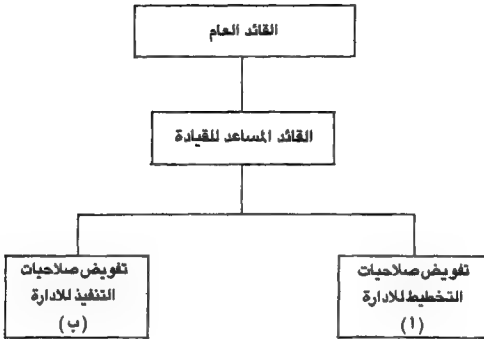 القائد العام
القائد المساعد للقيادة
تفويض صلاحيات
التخطيط للادارة
(ا)
تفويض صلاحيات
التنفيذ للادارة
(ب)